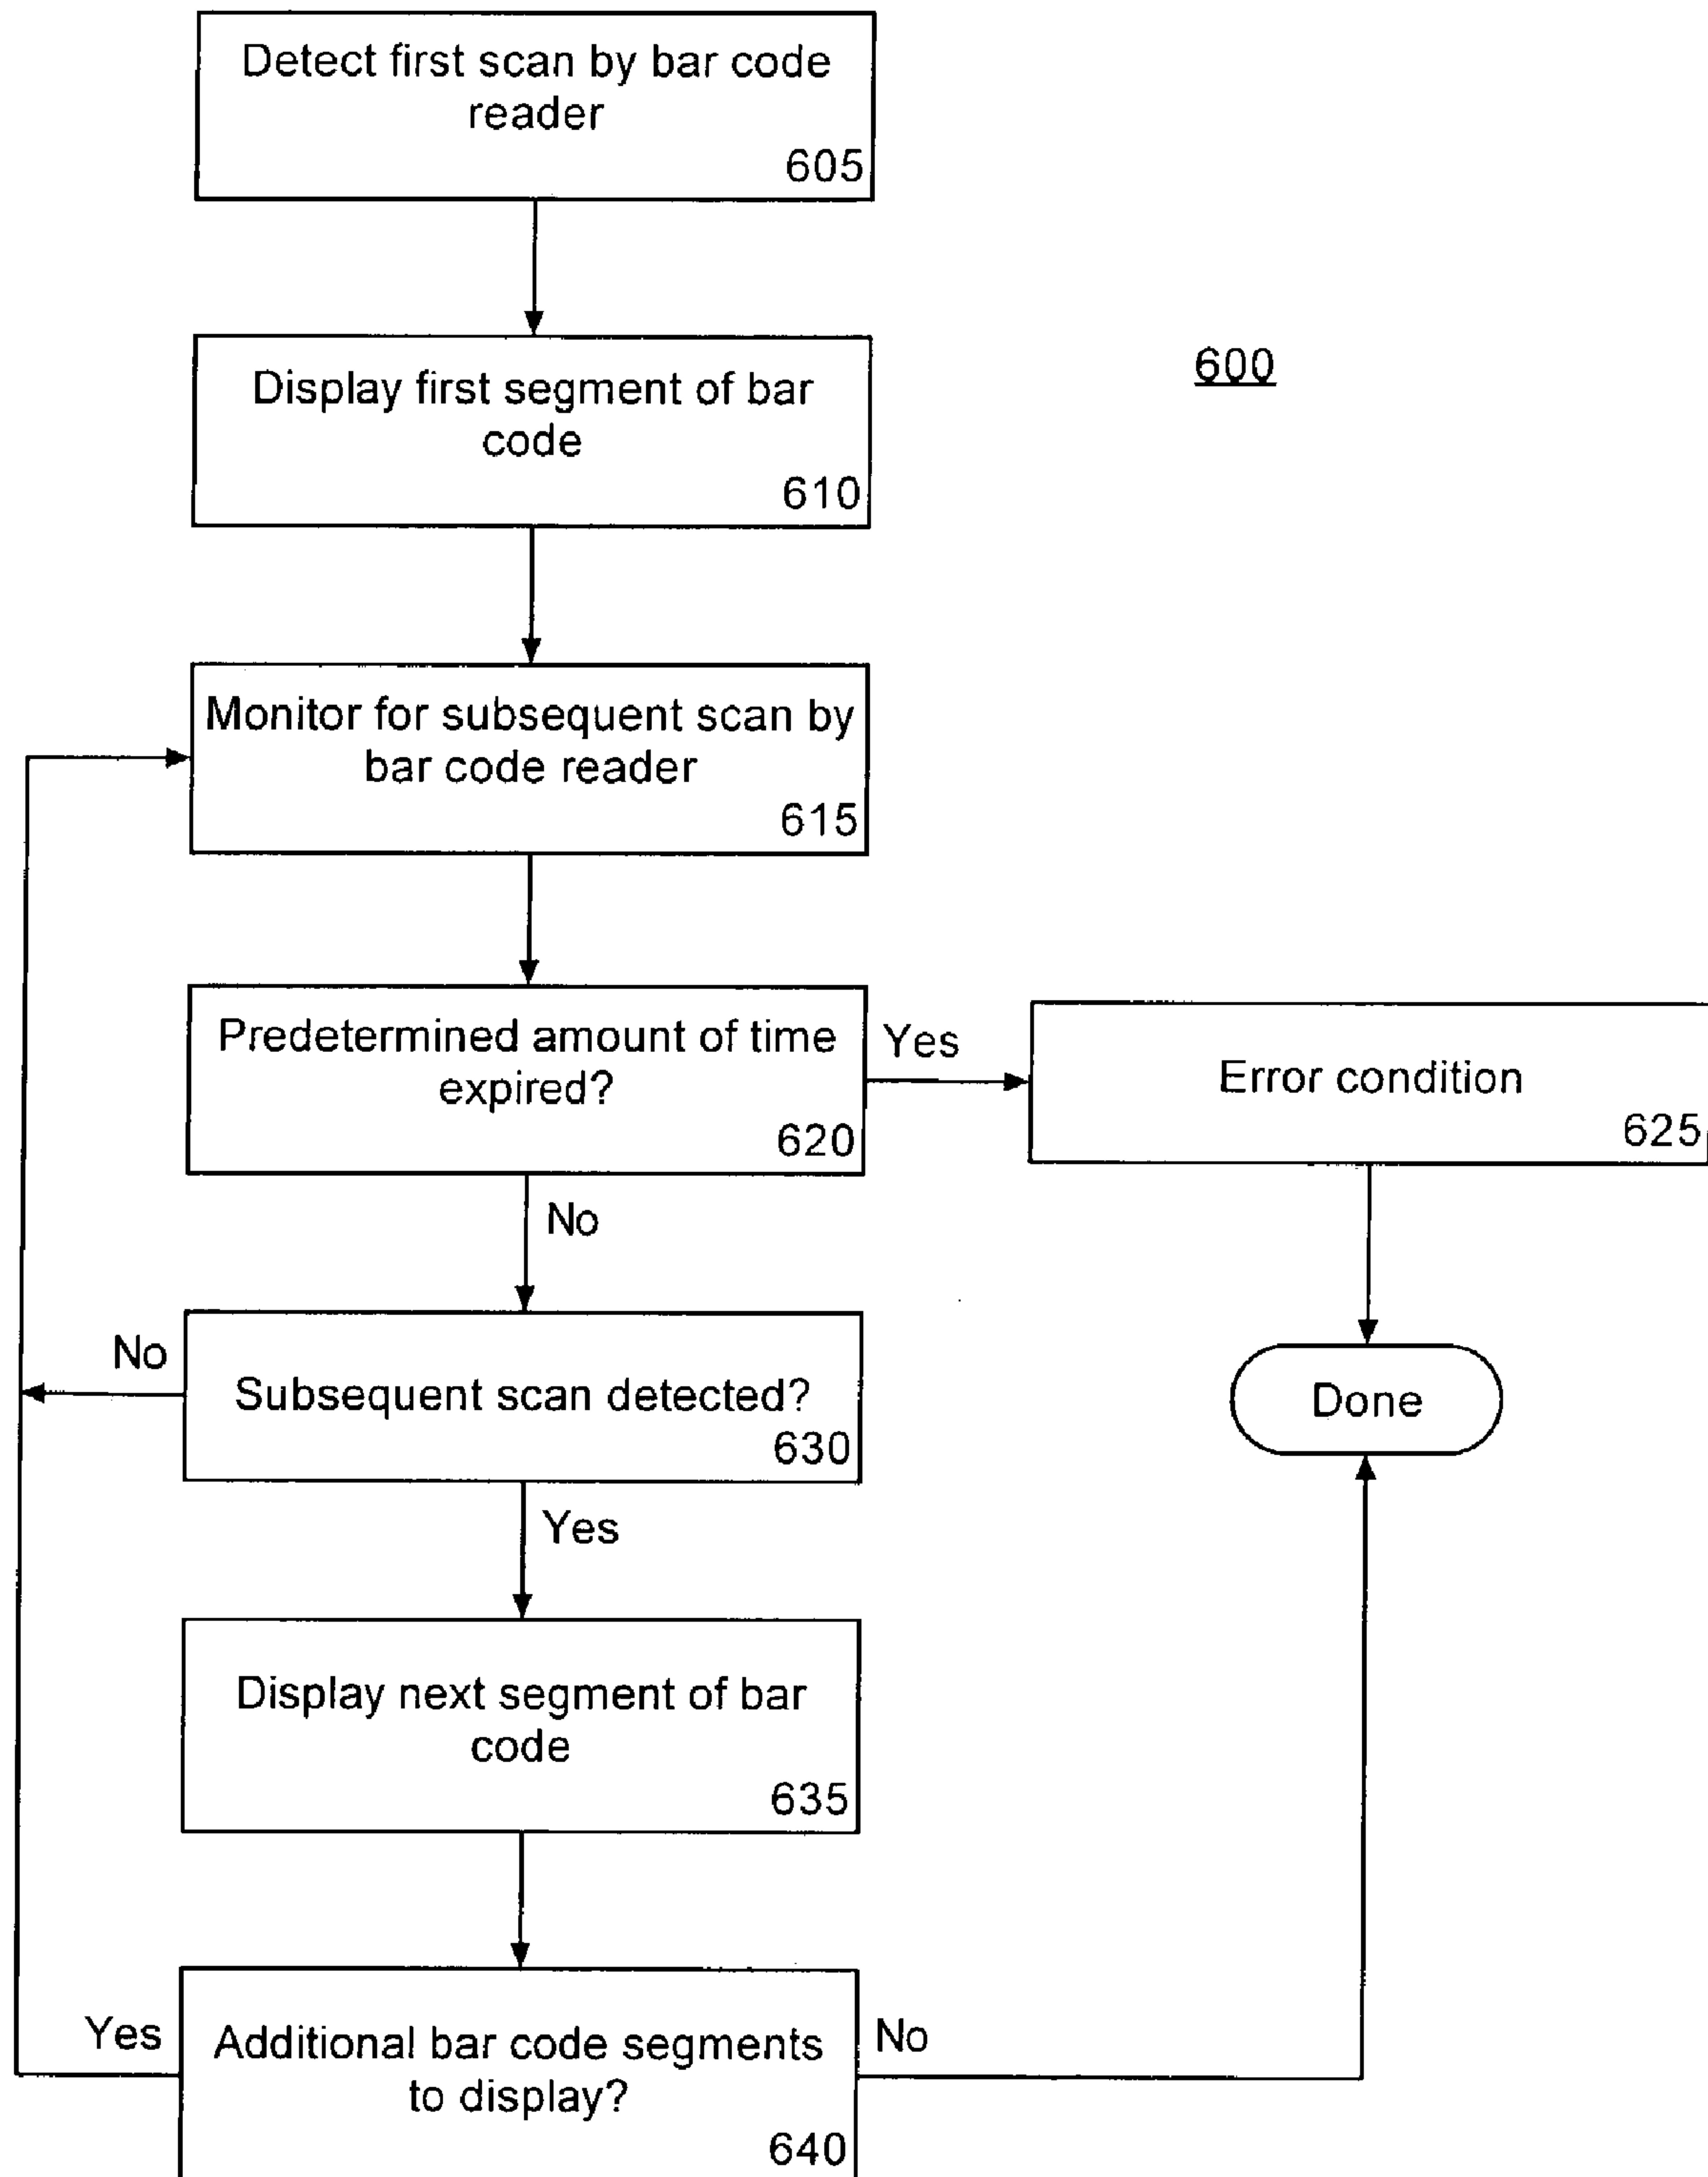 Detect first scan by bar code
reader
605
Display first segment of bar
code
610
600
Monitor for subsequent scan by
bar code reader
615
Predetermined amount of time
expired?
620
Yes
Error condition
625
No
No
Subsequent scan detected?
630
Done
Yes
Display next segment of bar
code
635
Yes
Additional bar code segments
to display?
640
No